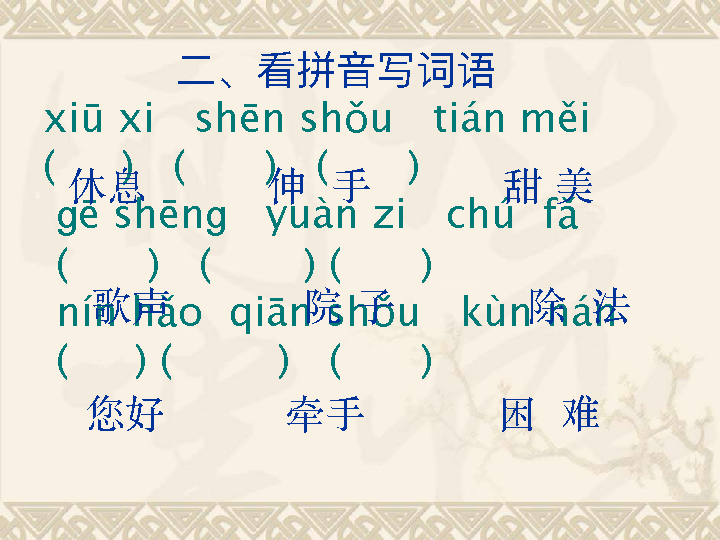 二、看拼音写词语
xiū xi shēn shǒu tián měi
( ) ( ) ( )
休息 伸 手 甜 美
gē shēng yuàn zi chú fǎ
( ) ( ) ( )
歌声 院 子 除 法
nín hǎo qiān shǒu kùn nán
( ) ( ) ( )
您好 牵手 困 难